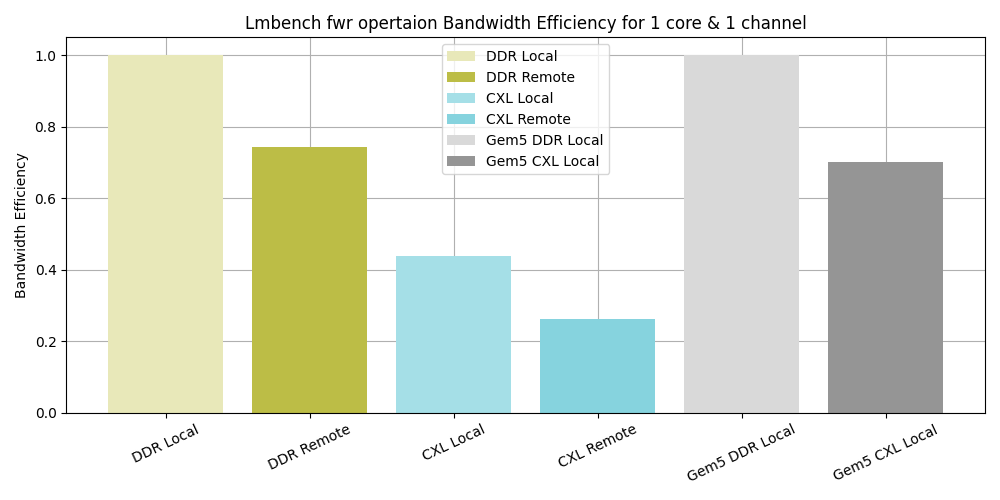 Lmbench fwr opertaion Bandwidth Efficiency for 1 core & 1 channel
Bandwidth Efficiency
1.0
0.8
0.6
0.4
0.2
0.0
DDR Local
DDR Remote
CXL Local
CXL Remote
Gem5 DDR Local
Gem5 CXL Local
DDR Local
DDR Remote
CXL Local
CXL Remote
Gem5 DDR Local
Gem5 CXL Local